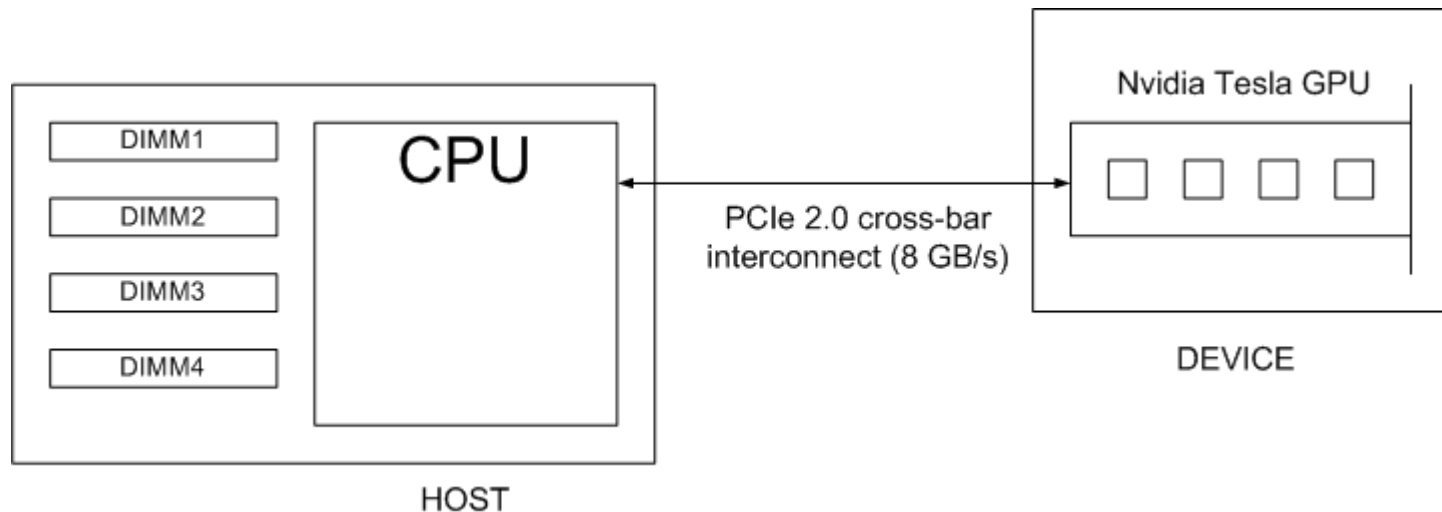 DIMM1
DIMM2
DIMM3
DIMM4
CPU
HOST
PCIe 2.0 cross-bar
interconnect (8 GB/s)
Nvidia Tesla GPU
DEVICE